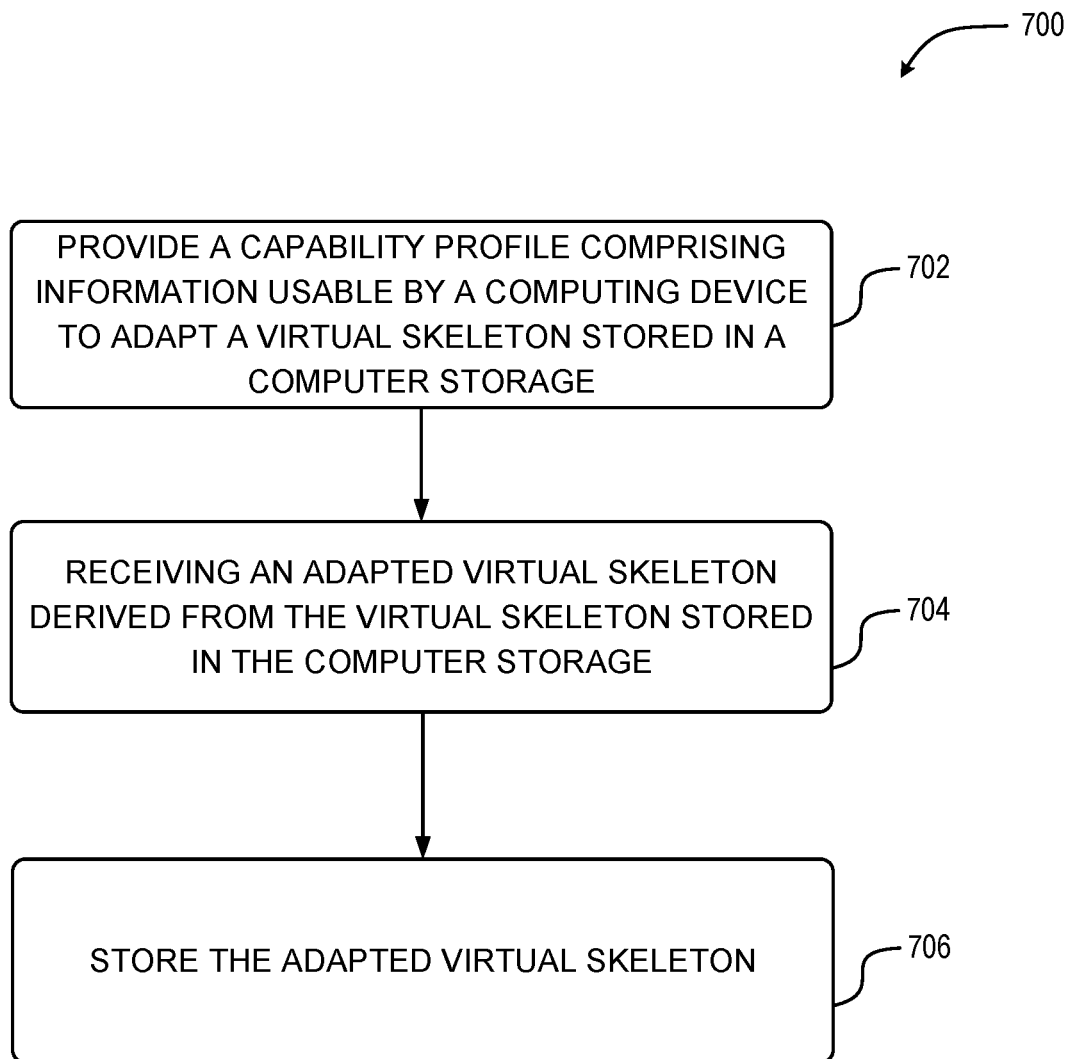 700
PROVIDE A CAPABILITY PROFILE COMPRISING
INFORMATION USABLE BY A COMPUTING DEVICE
TO ADAPT A VIRTUAL SKELETON STORED IN A
COMPUTER STORAGE
702
RECEIVING AN ADAPTED VIRTUAL SKELETON
DERIVED FROM THE VIRTUAL SKELETON STORED
IN THE COMPUTER STORAGE
704
STORE THE ADAPTED VIRTUAL SKELETON
706